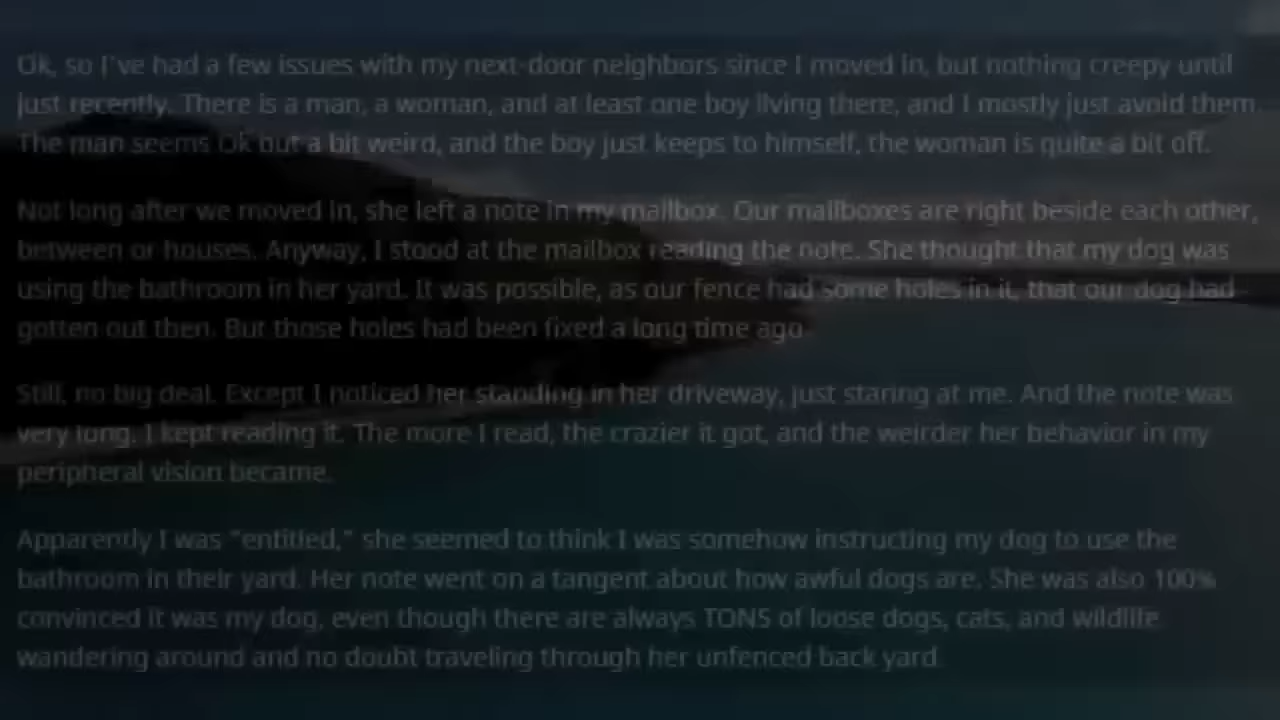 Ok, so I've had a few issues with my next-door neighbors since I moved in, but nothing creepy until
just recently. There is a man, a woman, and at least one boy living there, and I mostly just avoid them.
The man seems Ok but a bit weird, and the boy just keeps to himself, the woman is quite a bit off.
Not long after we moved in, she left a note in my mailbox. Our mailboxes are right beside each other,
between or houses. Anyway, I stood at the mailbox reading the note. She thought that my dog was
using the bathroom in her yard. It was possible, as our fence had some holes in it, that our dog had
gotten out then. But those holes had been fixed a long time ago.
Still, no big deal. Except I noticed her standing in her driveway, just staring at me. And the note was
very long. I kept reading it. The more I read, the crazier it got, and the weirder her behavior in my
peripheral vision became.
Apparently I was "entitled," she seemed to think I was somehow instructing my dog to use the
bathroom in their yard. Her note went on a tangent about how awful dogs are. She was also 100%
convinced it was my dog, even though there are always TONS of loose dogs, cats, and wildlife
wandering around and no doubt traveling through her unfenced back yard.